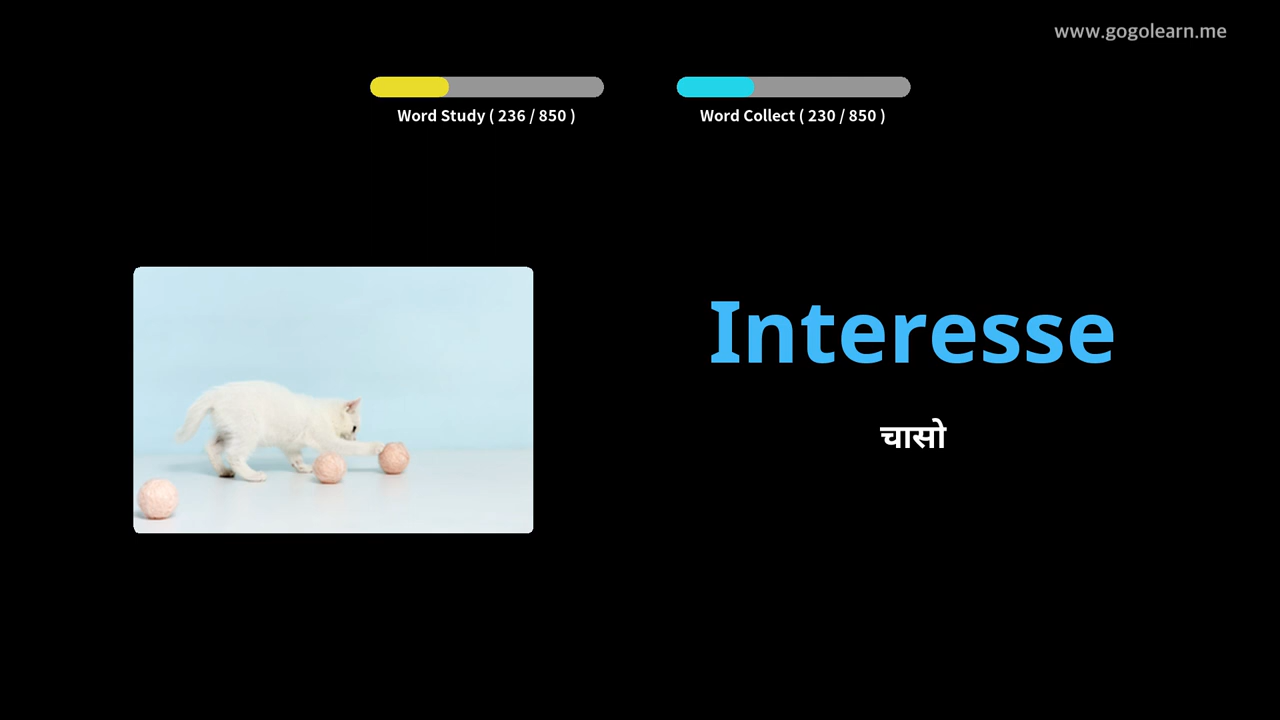 www.gogolearn.me
Word Study ( 236 / 850 )
Word Collect ( 230 / 850 )
Interesse
चासो